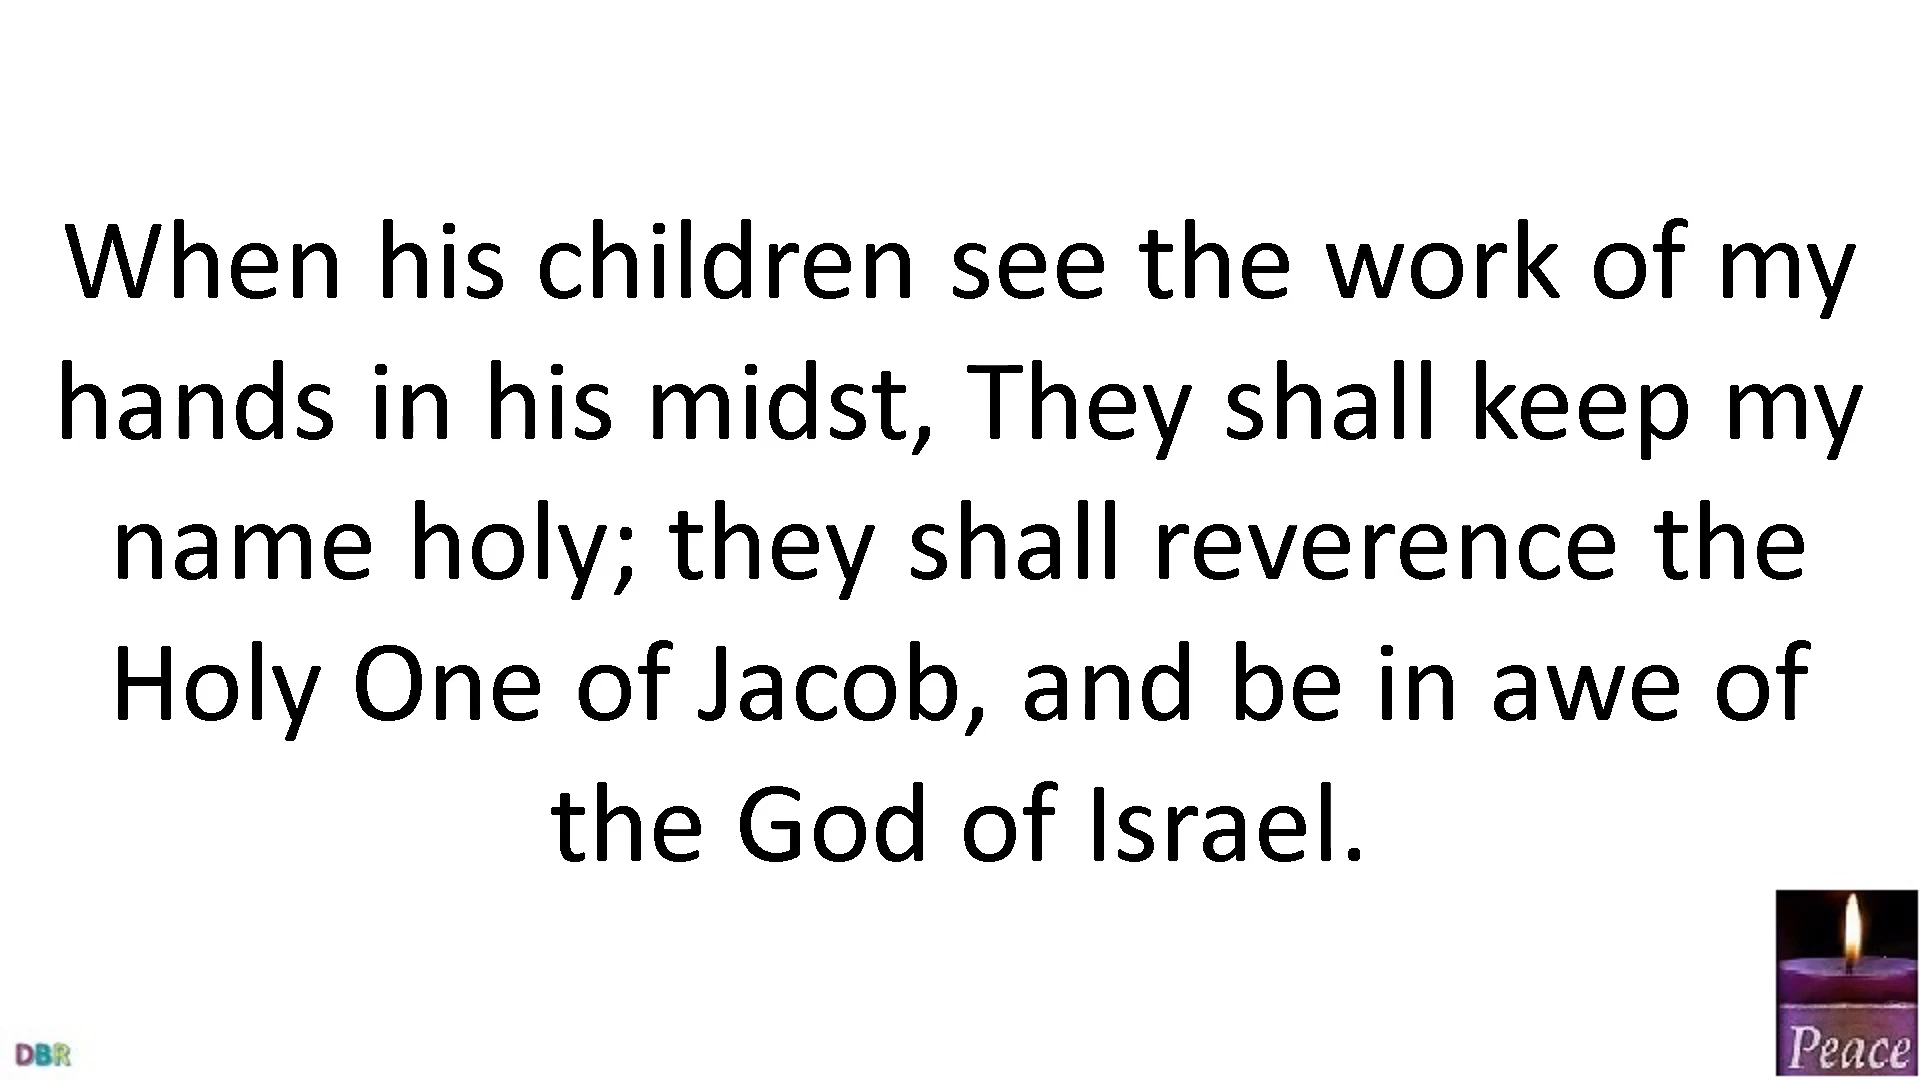 When his children see the work of my
hands in his midst, They shall keep my
name holy; they shall reverence the
Holy One of Jacob, and be in awe of
the God of Israel.
Peace
DBR